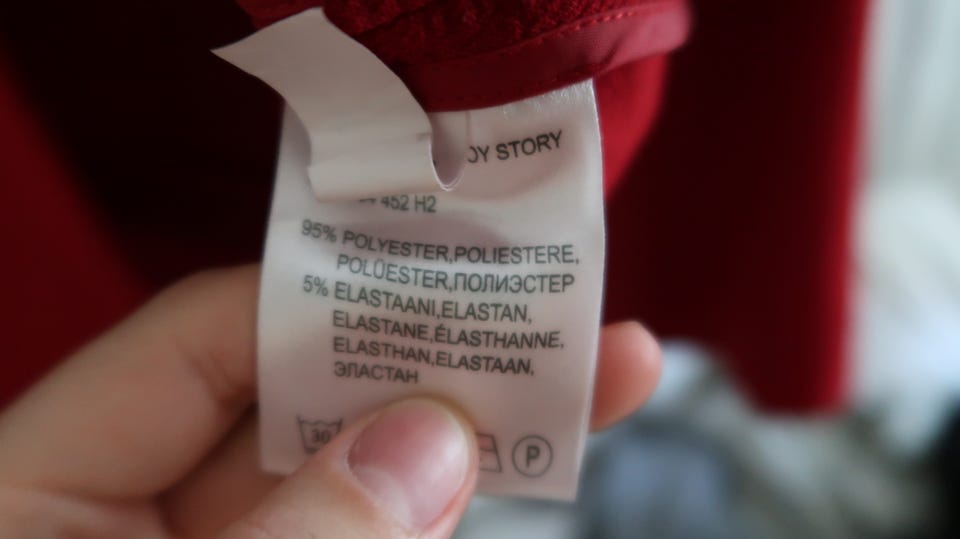 OY STORY
452 H2
95% POLYESTER,POLIESTERE,
POLÜESTER,ПОЛИЭСТЕР
5% ELASTAANI,ELASTAN,
ELASTANE,ÉLASTHANNE,
ELASTHAN,ELASTAAN,
ЭЛАСТАН
30 P